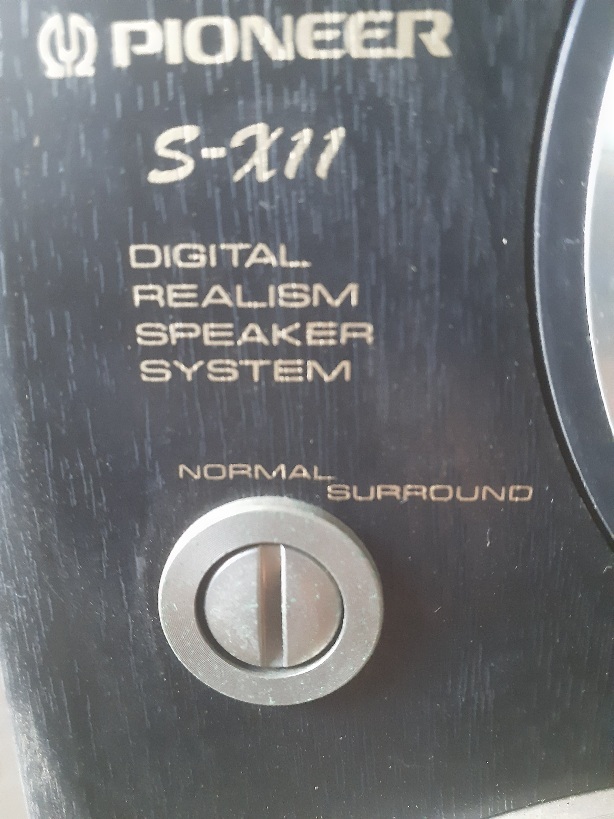 PIONEER
S-X11
DIGITAL
REALISM
SPEAKER
SYSTEM
NORMAL
SURROUND